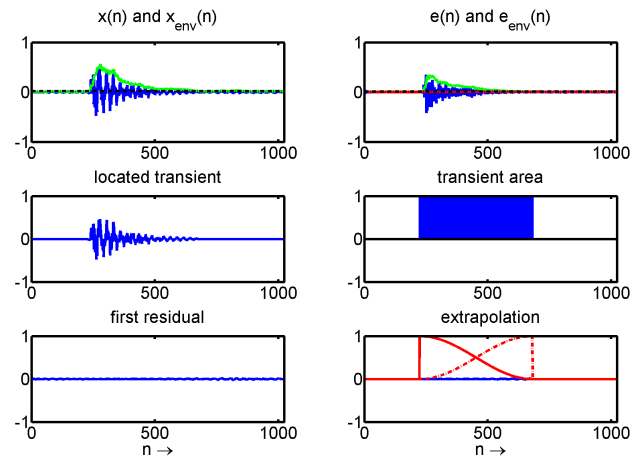 x(n) and x_env(n)
1
0
-1
0 500 1000
e(n) and e_env(n)
1
0
-1
0 500 1000
located transient
1
0
-1
0 500 1000
transient area
1
0
-1
0 500 1000
first residual
1
0
-1
0 500 1000
n →
extrapolation
1
0
-1
0 500 1000
n →